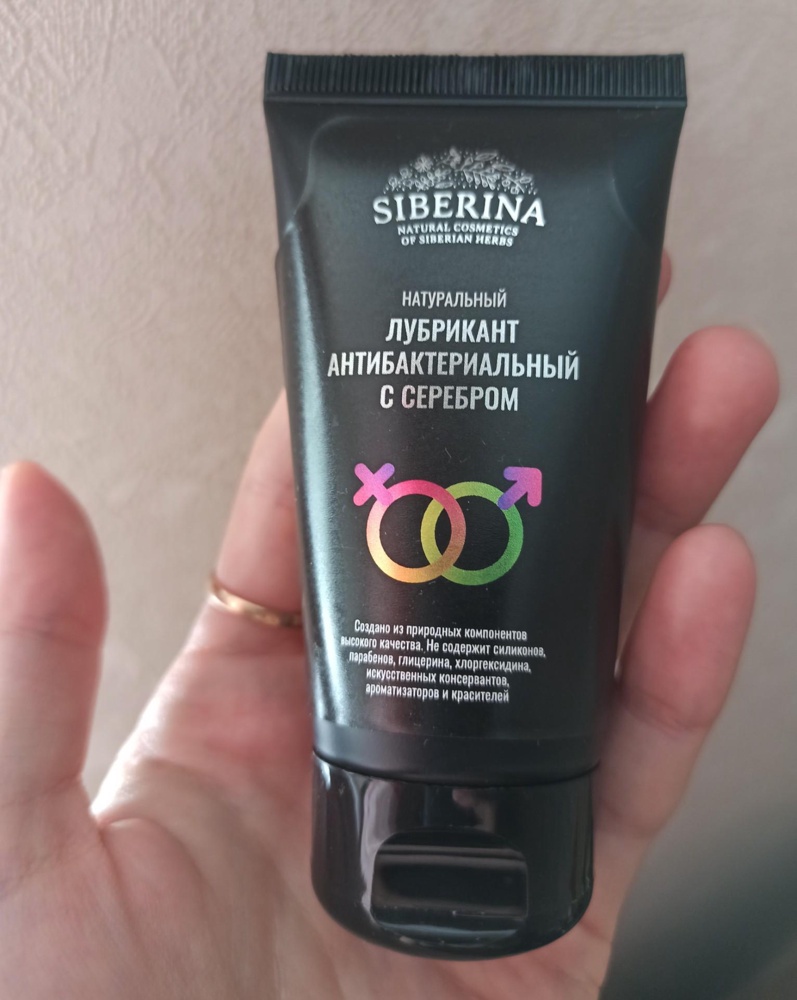 SIBERINA
NATURAL COSMETICS
OF SIBERIAN HERBS
НАТУРАЛЬНЫЙ
ЛУБРИКАНТ
АНТИБАКТЕРИАЛЬНЫЙ
С СЕРЕБРОМ
Создано из природных компонентов
высокого качества. Не содержит силиконов,
парабенов, глицерина, хлоргексидина,
искусственных консервантов,
ароматизаторов и красителей